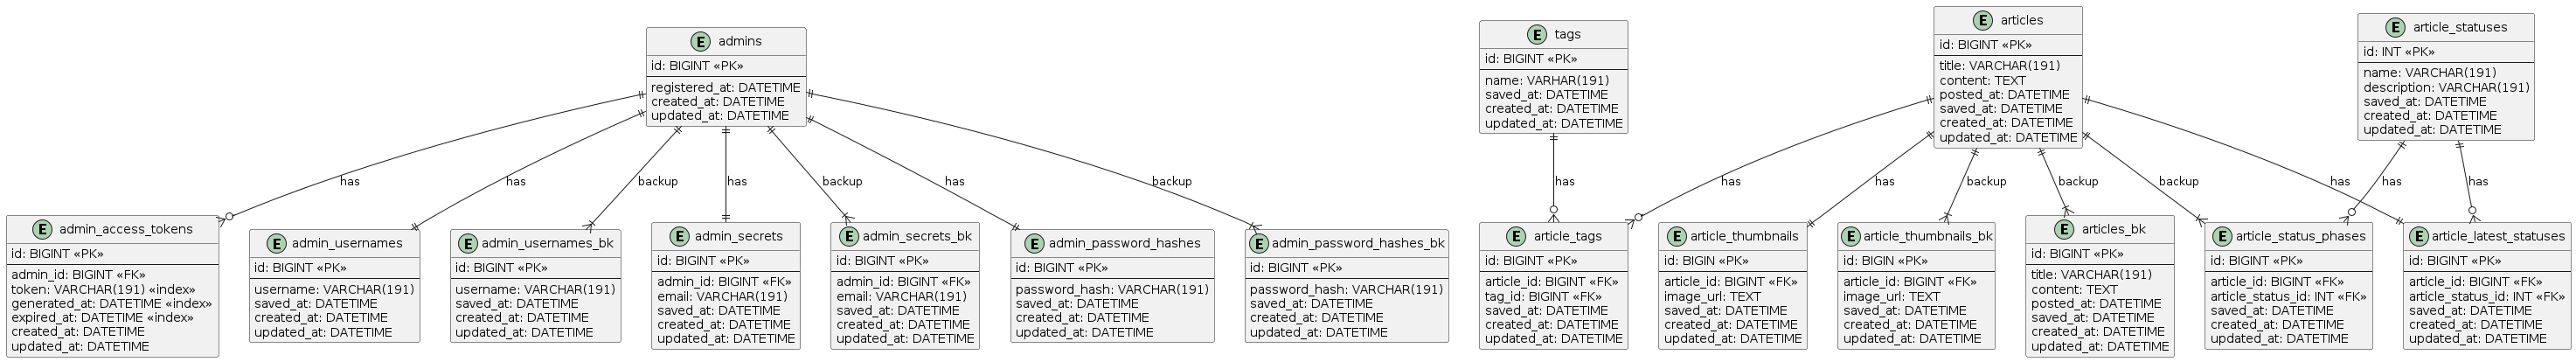 E admins
id: BIGINT «PK»
registered_at: DATETIME
created_at: DATETIME
updated_at: DATETIME
E tags
id: BIGINT «PK»
name: VARHAR(191)
saved_at: DATETIME
created_at: DATETIME
updated_at: DATETIME
E articles
id: BIGINT «PK»
title: VARCHAR(191)
content: TEXT
posted_at: DATETIME
saved_at: DATETIME
created_at: DATETIME
updated_at: DATETIME
E article_statuses
id: INT «PK»
name: VARCHAR(191)
description: VARCHAR(191)
saved_at: DATETIME
created_at: DATETIME
updated_at: DATETIME
has
has
backup
has
backup
has
backup
has
has
has
backup
backup
backup
has
has
has
E admin_access_tokens
id: BIGINT «PK»
admin_id: BIGINT «FK»
token: VARCHAR(191) «index»
generated_at: DATETIME «index»
expired_at: DATETIME «index»
created_at: DATETIME
updated_at: DATETIME
E admin_usernames
id: BIGINT «PK»
username: VARCHAR(191)
saved_at: DATETIME
created_at: DATETIME
updated_at: DATETIME
E admin_usernames_bk
id: BIGINT «PK»
username: VARCHAR(191)
saved_at: DATETIME
created_at: DATETIME
updated_at: DATETIME
E admin_secrets
id: BIGINT «PK»
admin_id: BIGINT «FK»
email: VARCHAR(191)
saved_at: DATETIME
created_at: DATETIME
updated_at: DATETIME
E admin_secrets_bk
id: BIGINT «PK»
admin_id: BIGINT «FK»
email: VARCHAR(191)
saved_at: DATETIME
created_at: DATETIME
updated_at: DATETIME
E admin_password_hashes
id: BIGINT «PK»
password_hash: VARCHAR(191)
saved_at: DATETIME
created_at: DATETIME
updated_at: DATETIME
E admin_password_hashes_bk
id: BIGINT «PK»
password_hash: VARCHAR(191)
saved_at: DATETIME
created_at: DATETIME
updated_at: DATETIME
E article_tags
id: BIGINT «PK»
article_id: BIGINT «FK»
tag_id: BIGINT «FK»
saved_at: DATETIME
created_at: DATETIME
updated_at: DATETIME
E article_thumbnails
id: BIGIN «PK»
article_id: BIGINT «FK»
image_url: TEXT
saved_at: DATETIME
created_at: DATETIME
updated_at: DATETIME
E article_thumbnails_bk
id: BIGIN «PK»
article_id: BIGINT «FK»
image_url: TEXT
saved_at: DATETIME
created_at: DATETIME
updated_at: DATETIME
E articles_bk
id: BIGINT «PK»
title: VARCHAR(191)
content: TEXT
posted_at: DATETIME
saved_at: DATETIME
created_at: DATETIME
updated_at: DATETIME
E article_status_phases
id: BIGINT «PK»
article_id: BIGINT «FK»
article_status_id: INT «FK»
saved_at: DATETIME
created_at: DATETIME
updated_at: DATETIME
E article_latest_statuses
id: BIGINT «PK»
article_id: BIGINT «FK»
article_status_id: INT «FK»
saved_at: DATETIME
created_at: DATETIME
updated_at: DATETIME